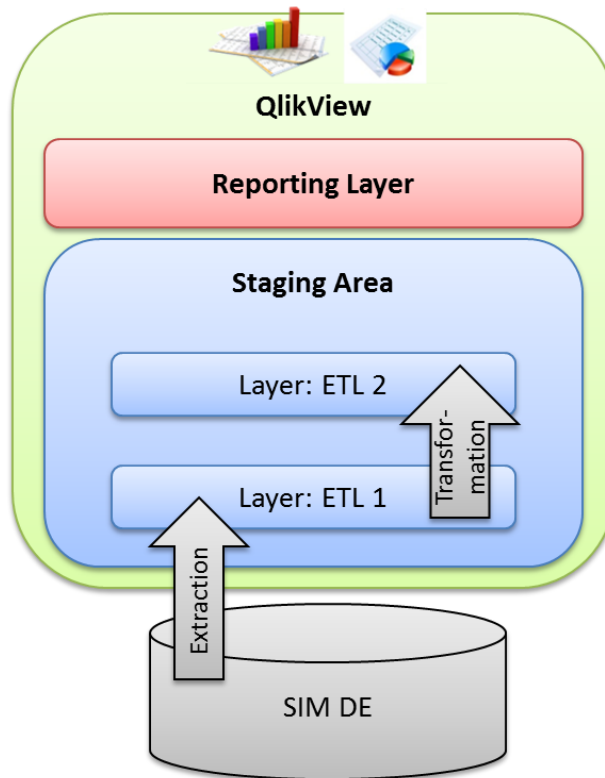 QlikView
Reporting Layer
Staging Area
Layer: ETL 2
Transfor-
mation
Layer: ETL 1
Extraction
SIM DE